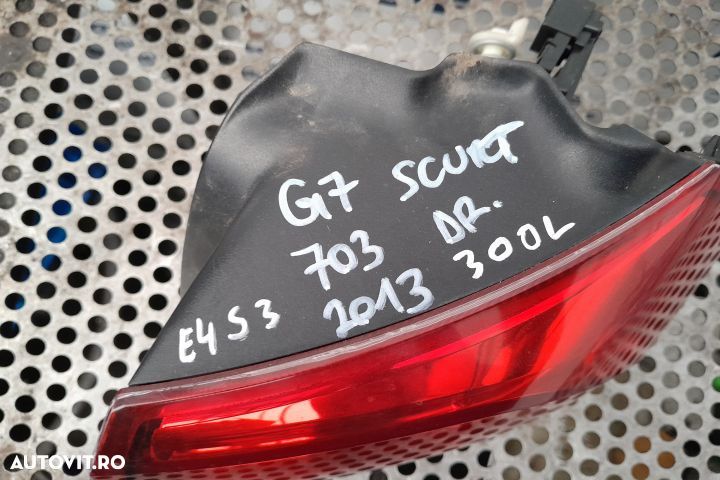 G7 SCURT
703 DR.
E4S3 2013 300L
AUTOVIT.RO